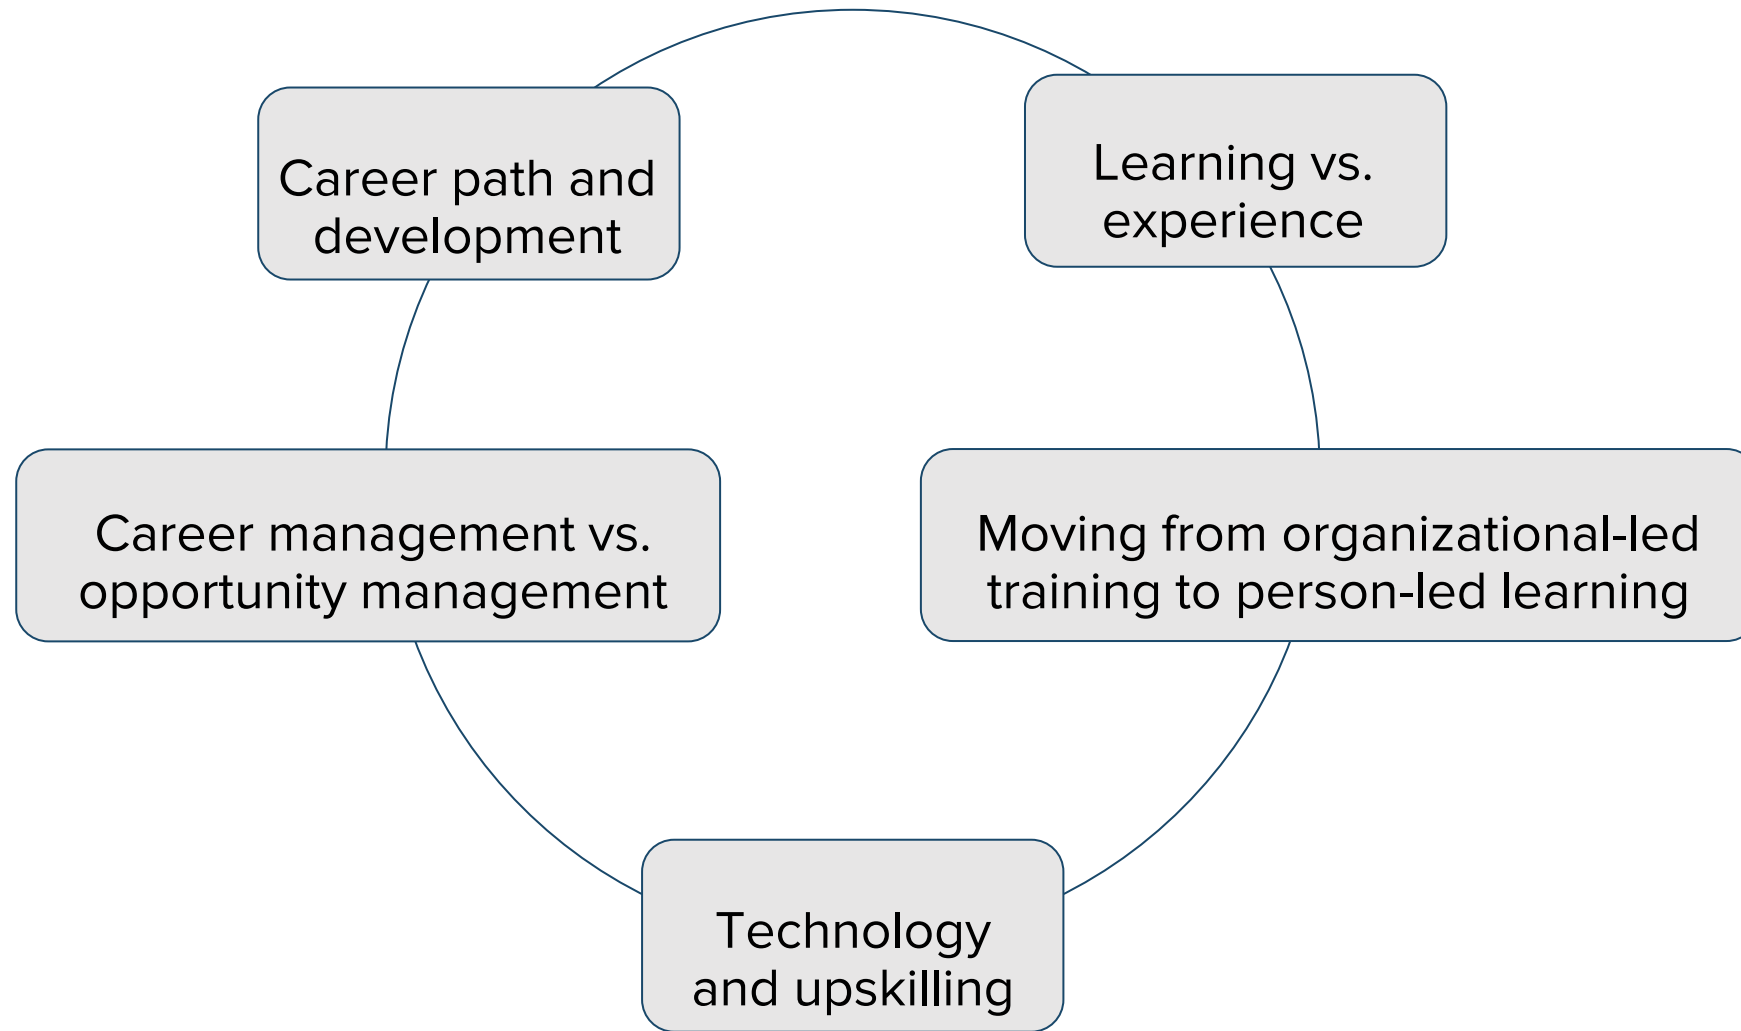 Career path and
development
Learning vs.
experience
Career management vs.
opportunity management
Moving from organizational-led
training to person-led learning
Technology
and upskilling